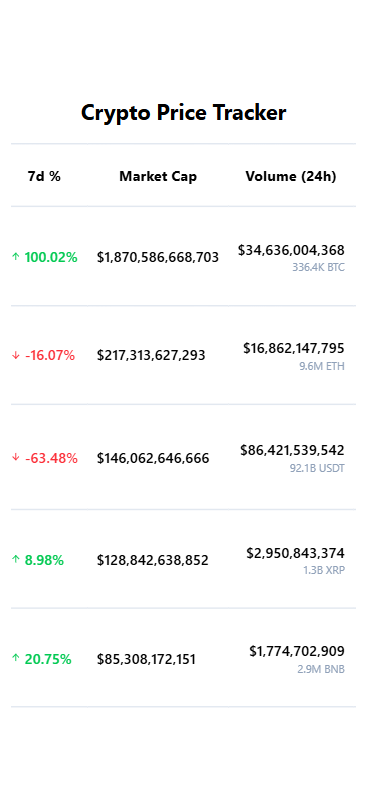 Crypto Price Tracker
7d % Market Cap Volume (24h)
↑ 100.02% $1,870,586,668,703 $34,636,004,368
336.4K BTC
↓ -16.07% $217,313,627,293 $16,862,147,795
9.6M ETH
↓ -63.48% $146,062,646,666 $86,421,539,542
92.1B USDT
↑ 8.98% $128,842,638,852 $2,950,843,374
1.3B XRP
↑ 20.75% $85,308,172,151 $1,774,702,909
2.9M BNB